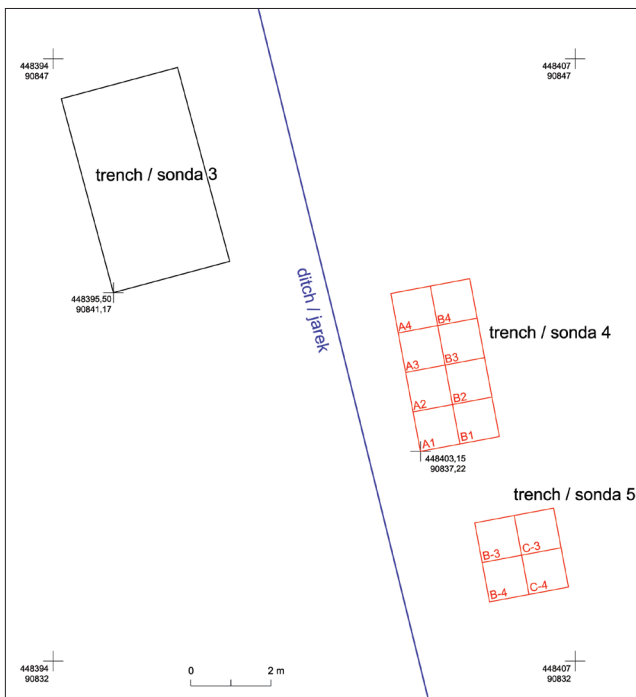 448394
90847
448407
90847
trench / sonda 3
448395,50
90841,17
ditch / jarek
A4
B4
trench / sonda 4
A3
B3
A2
B2
A1
B1
448403,15
90837,22
trench / sonda 5
B-3
C-3
B-4
C-4
448394
90832
0
2 m
448407
90832